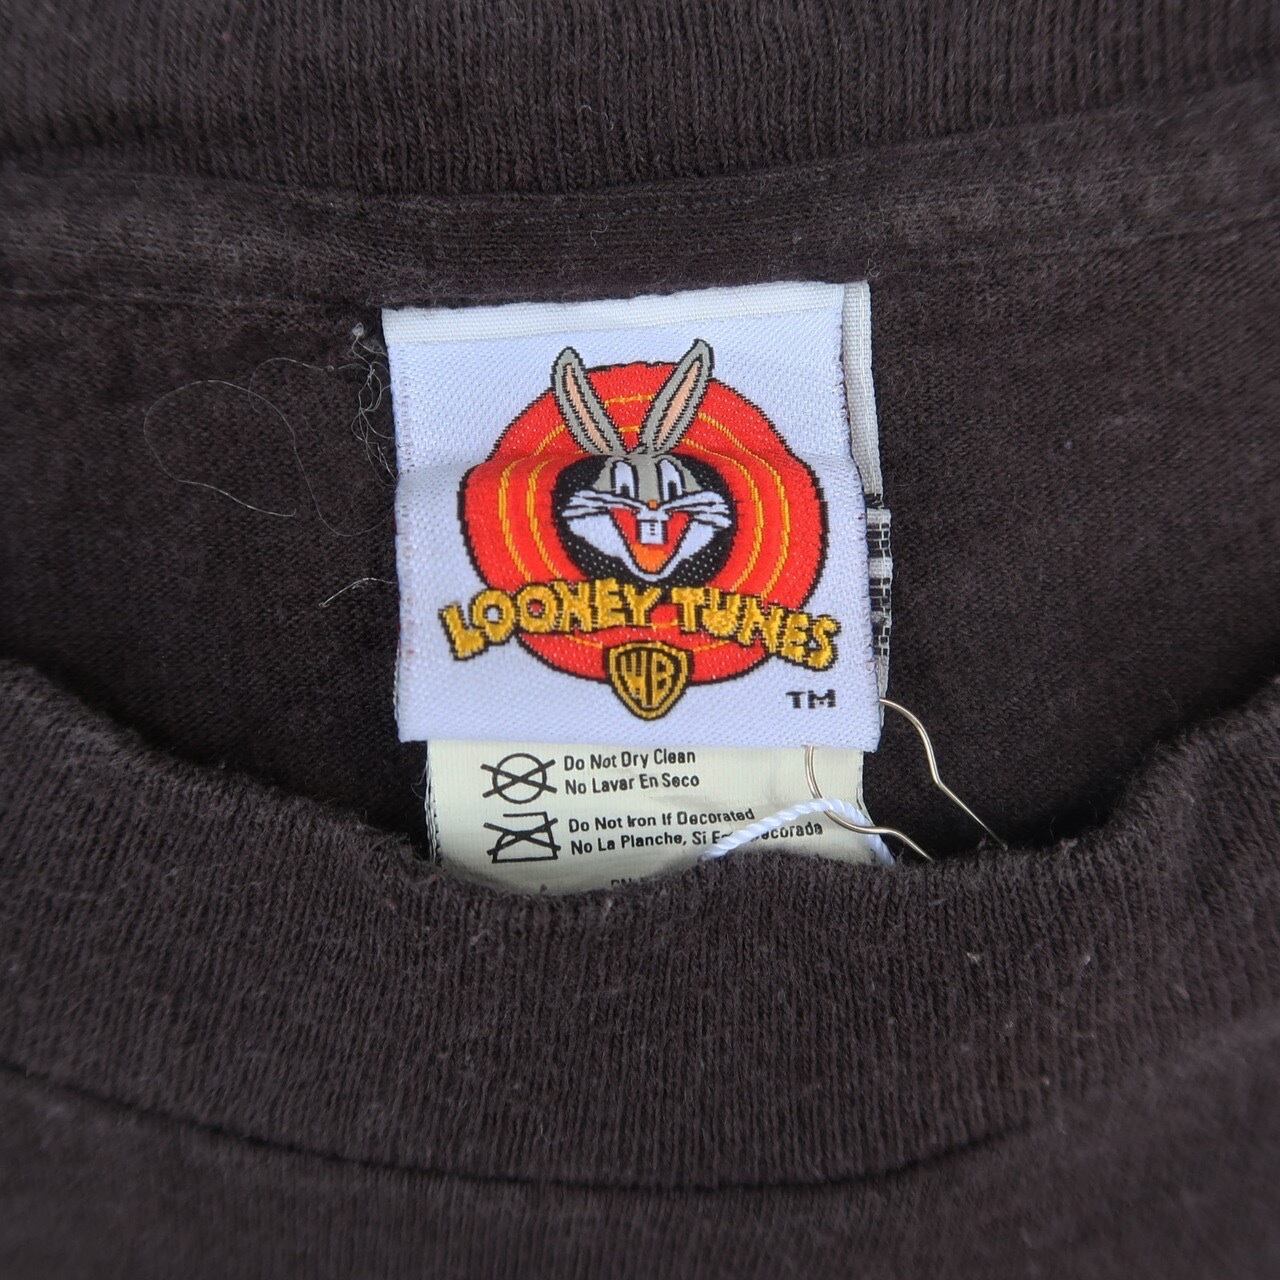 LOONEY TUNES
WB
TM
Do Not Dry Clean
No Lavar En Seco
Do Not Iron If Decorated
No La Planche, Si